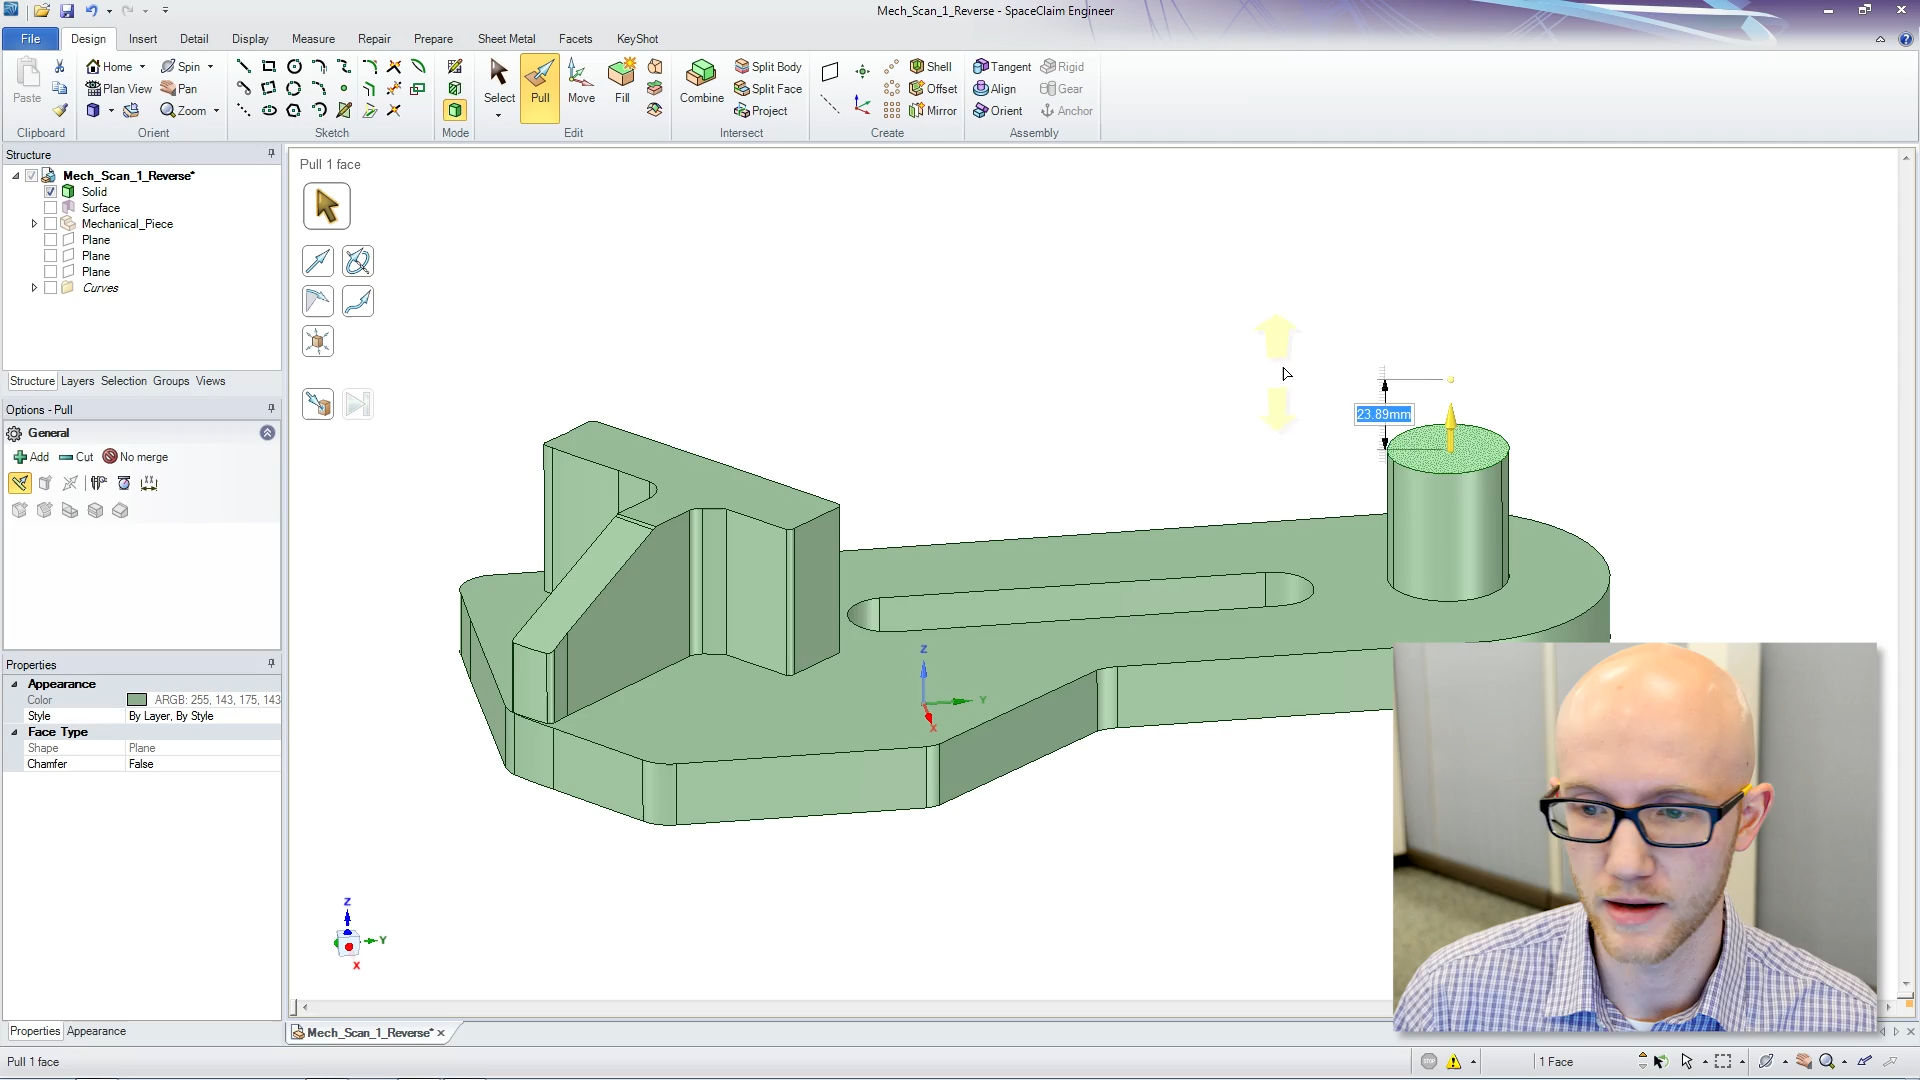 Mech_Scan_1_Reverse - SpaceClaim Engineer
File Design Insert Detail Display Measure Repair Prepare Sheet Metal Facets KeyShot
Paste
Clipboard
Home Spin
Plan View Pan
Zoom
Orient
Sketch
Mode
Select Pull Move Fill
Edit
Combine
Split Body
Split Face
Project
Intersect
Shell
Offset
Mirror
Create
Tangent Rigid
Align Gear
Orient Anchor
Assembly
Structure
Mech_Scan_1_Reverse*
Solid
Surface
Mechanical_Piece
Plane
Plane
Plane
Curves
Structure Layers Selection Groups Views
Options - Pull
General
Add Cut No merge
Properties
Appearance
Color ARGB: 255, 143, 175, 143
Style By Layer, By Style
Face Type
Shape Plane
Chamfer False
Properties Appearance
Pull 1 face
23.89mm
Z
Y
X
Z
Y
X
Mech_Scan_1_Reverse*
Pull 1 face
1 Face